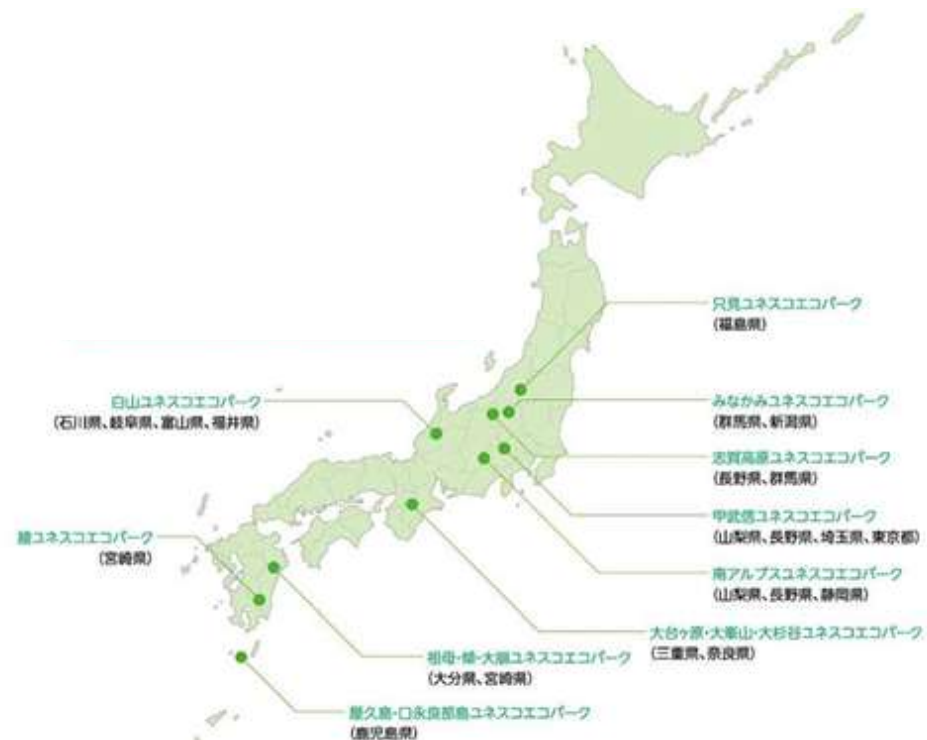 只見ユネスコエコパーク
(福島県)
白山ユネスコエコパーク
(石川県、岐阜県、富山県、福井県)
みなかみユネスコエコパーク
(群馬県、新潟県)
志賀高原ユネスコエコパーク
(長野県、群馬県)
甲武信ユネスコエコパーク
(山梨県、長野県、埼玉県、東京都)
綾ユネスコエコパーク
(宮崎県)
南アルプスユネスコエコパーク
(山梨県、長野県、静岡県)
大台ヶ原・大峯山・大杉谷ユネスコエコパーク
(三重県、奈良県)
祖母・傾・大崩ユネスコエコパーク
(大分県、宮崎県)
屋久島・口永良部島ユネスコエコパーク
(鹿児島県)